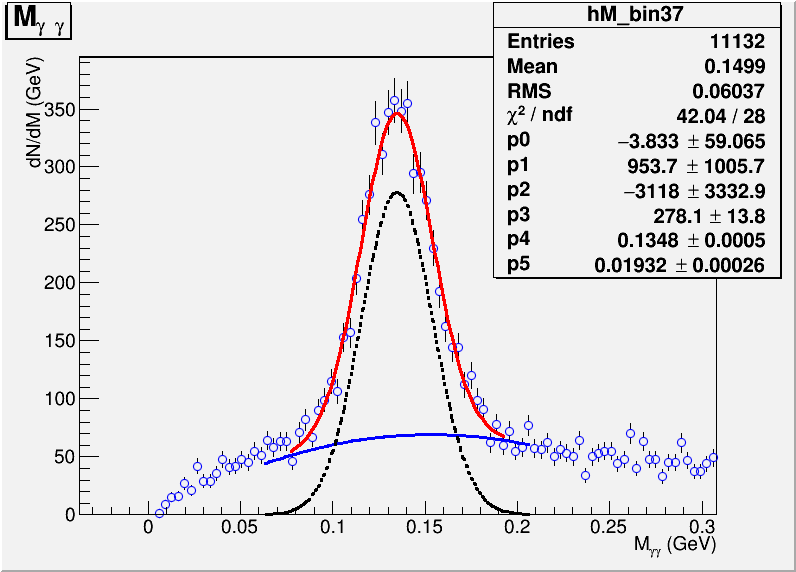 M γ γ
hM_bin37
Entries 11132
Mean 0.1499
RMS 0.06037
χ² / ndf 42.04 / 28
p0 −3.833 ± 59.065
p1 953.7 ± 1005.7
p2 −3118 ± 3332.9
p3 278.1 ± 13.8
p4 0.1348 ± 0.0005
p5 0.01932 ± 0.00026
dN/dM (GeV)
350
300
250
200
150
100
50
0
0 0.05 0.1 0.15 0.2 0.25 0.3
M γγ (GeV)